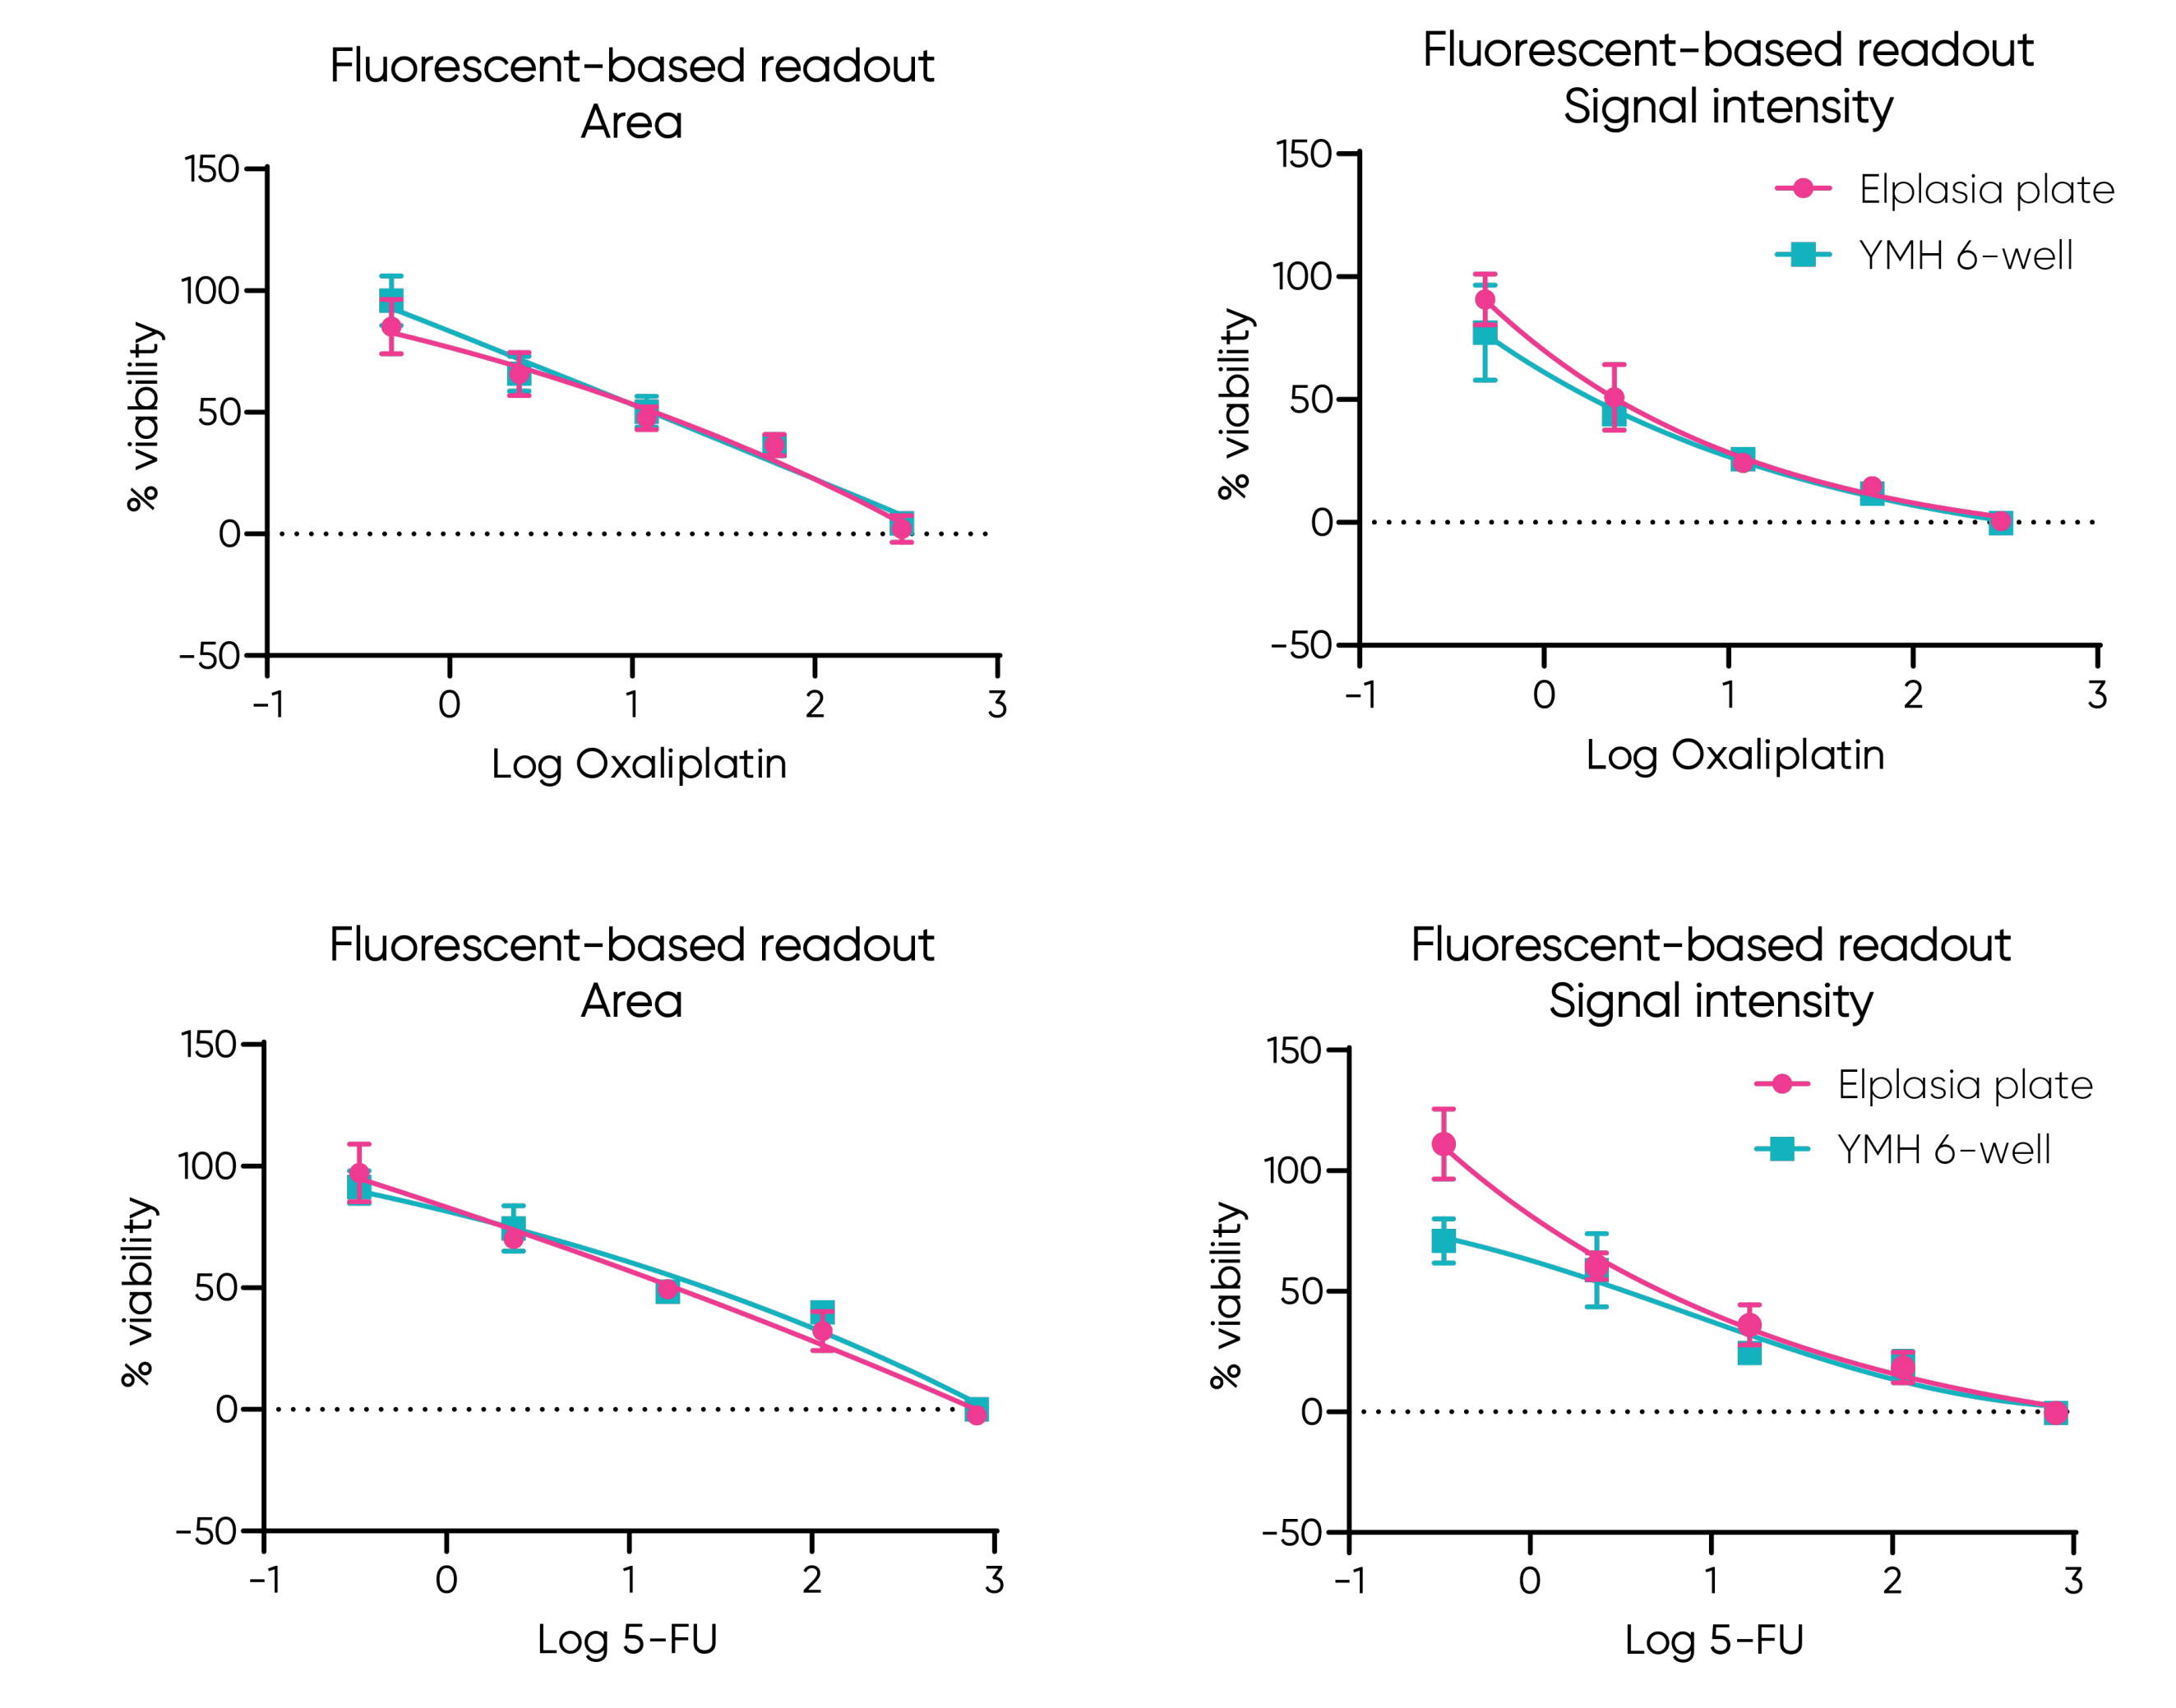 Fluorescent-based readout
Area
150
100
50
0
-50
% viability
-1 0 1 2 3
Log Oxaliplatin
Fluorescent-based readout
Signal intensity
Elplasia plate
YMH 6-well
150
100
50
0
-50
% viability
-1 0 1 2 3
Log Oxaliplatin
Fluorescent-based readout
Area
150
100
50
0
-50
% viability
-1 0 1 2 3
Log 5-FU
Fluorescent-based readout
Signal intensity
Elplasia plate
YMH 6-well
150
100
50
0
-50
% viability
-1 0 1 2 3
Log 5-FU